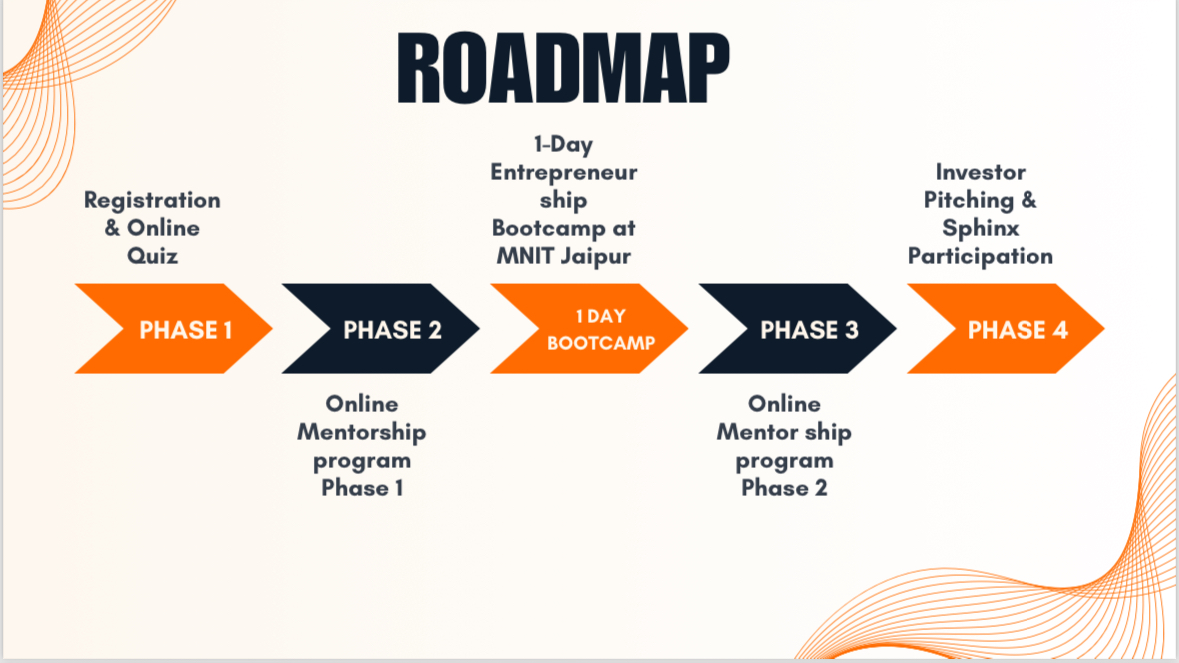 ROADMAP
Registration
& Online
Quiz
1-Day
Entrepreneur
ship
Bootcamp at
MNIT Jaipur
Investor
Pitching &
Sphinx
Participation
PHASE 1
PHASE 2
1 DAY
BOOTCAMP
PHASE 3
PHASE 4
Online
Mentorship
program
Phase 1
Online
Mentor ship
program
Phase 2